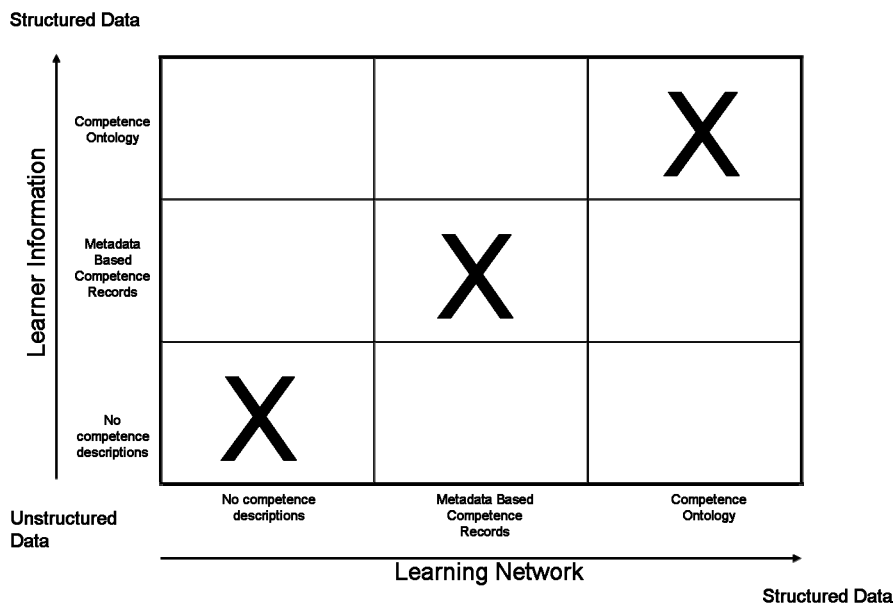 Structured Data
Learner Information
Competence
Ontology
X
Metadata
Based
Competence
Records
X
No
competence
descriptions
X
Unstructured
Data
No competence
descriptions
Metadata Based
Competence
Records
Competence
Ontology
Learning Network
Structured Data